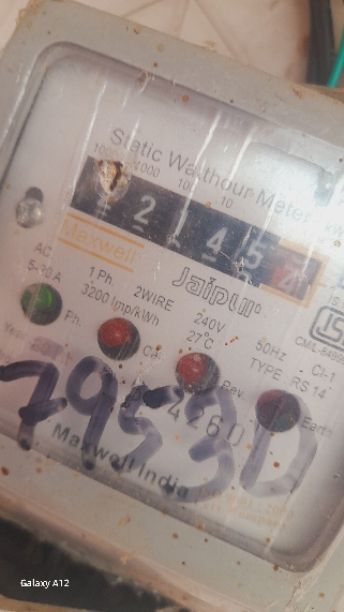 Static Watthour Meter
1000 100 10
2 1 4 5 4
Maxwell
Jaipur
AC 1 Ph. 2WIRE 240V 50Hz Cl-1
5-20A 3200 Imp/kWh 27°C TYPE: RS 14
Ph. Cal Rev Earth
79530
Maxwell India
Galaxy A12